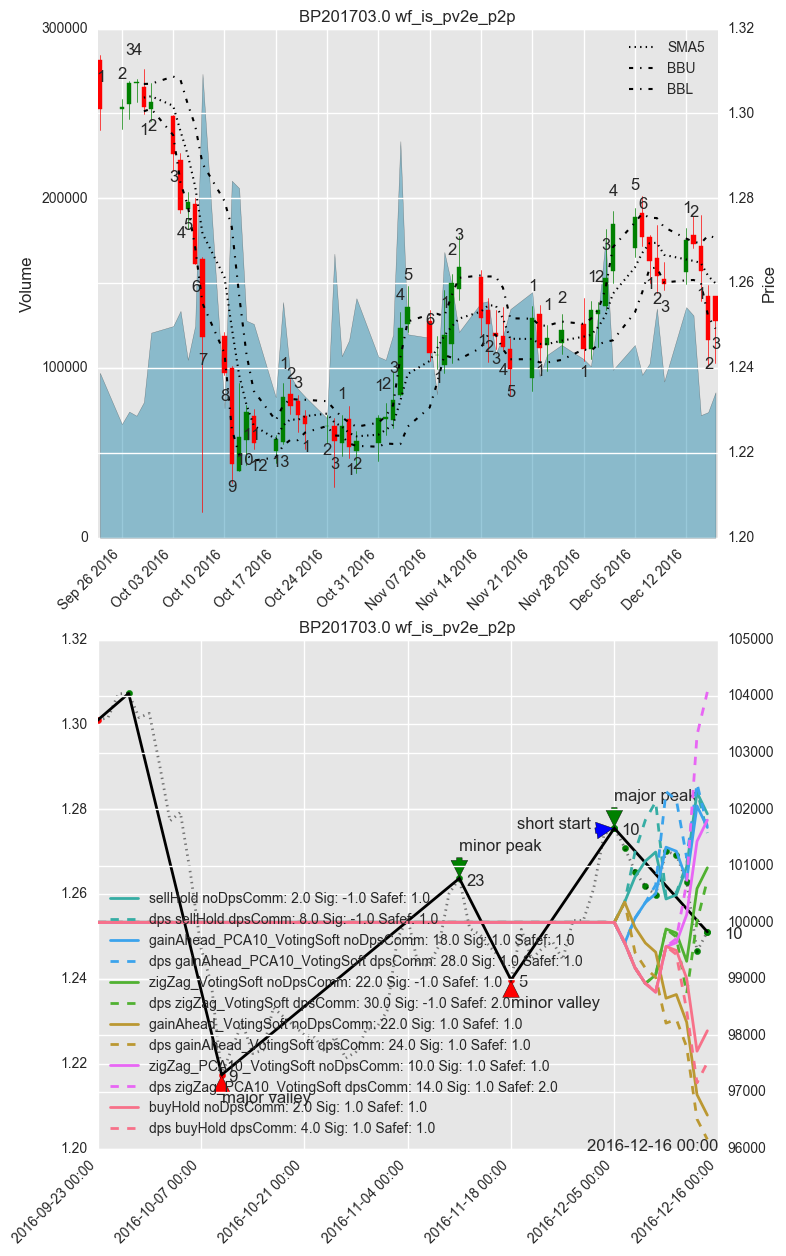 BP201703.0 wf_is_pv2e_p2p
300000
200000
100000
0
Volume
1.32
1.30
1.28
1.26
1.24
1.22
1.20
Price
SMA5
BBU
BBL
Sep 26 2016
Oct 03 2016
Oct 10 2016
Oct 17 2016
Oct 24 2016
Oct 31 2016
Nov 07 2016
Nov 14 2016
Nov 21 2016
Nov 28 2016
Dec 05 2016
Dec 12 2016
BP201703.0 wf_is_pv2e_p2p
1.32
1.30
1.28
1.26
1.24
1.22
1.20
105000
104000
103000
102000
101000
100000
99000
98000
97000
96000
major peak
short start
10
minor peak
23
10
5
minor valley
9
major valley
sellHold noDpsComm: 2.0 Sig: -1.0 Safef: 1.0
dps sellHold dpsComm: 8.0 Sig: -1.0 Safef: 1.0
gainAhead_PCA10_VotingSoft noDpsComm: 18.0 Sig: 1.0 Safef: 1.0
dps gainAhead_PCA10_VotingSoft dpsComm: 28.0 Sig: 1.0 Safef: 1.0
zigZag_VotingSoft noDpsComm: 22.0 Sig: -1.0 Safef: 1.0
dps zigZag_VotingSoft dpsComm: 30.0 Sig: -1.0 Safef: 2.0
gainAhead_VotingSoft noDpsComm: 22.0 Sig: 1.0 Safef: 1.0
dps gainAhead_VotingSoft dpsComm: 24.0 Sig: 1.0 Safef: 1.0
zigZag_PCA10_VotingSoft noDpsComm: 10.0 Sig: 1.0 Safef: 1.0
dps zigZag_PCA10_VotingSoft dpsComm: 14.0 Sig: 1.0 Safef: 2.0
buyHold noDpsComm: 2.0 Sig: 1.0 Safef: 1.0
dps buyHold dpsComm: 4.0 Sig: 1.0 Safef: 1.0
2016-12-16 00:00
2016-09-23 00:00
2016-10-07 00:00
2016-10-21 00:00
2016-11-04 00:00
2016-11-18 00:00
2016-12-05 00:00
2016-12-16 00:00